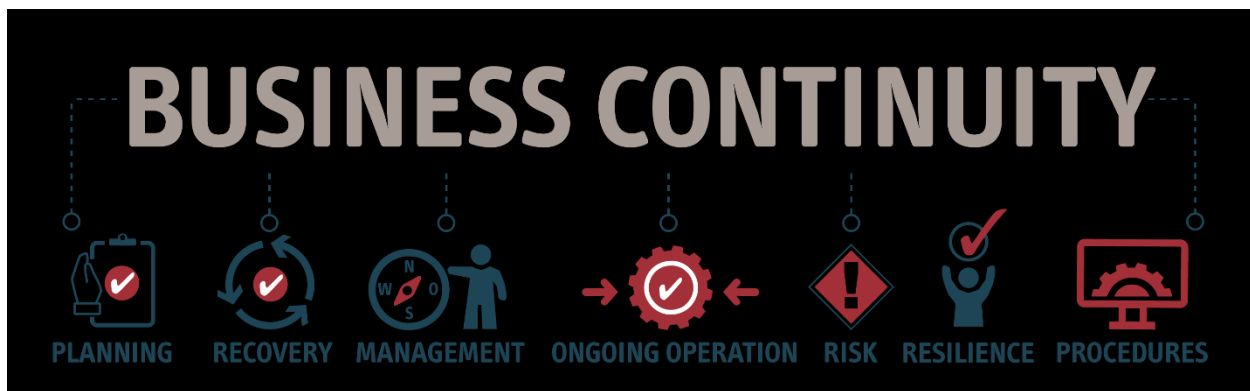 BUSINESS CONTINUITY
N
W O
S
PLANNING RECOVERY MANAGEMENT ONGOING OPERATION RISK RESILIENCE PROCEDURES